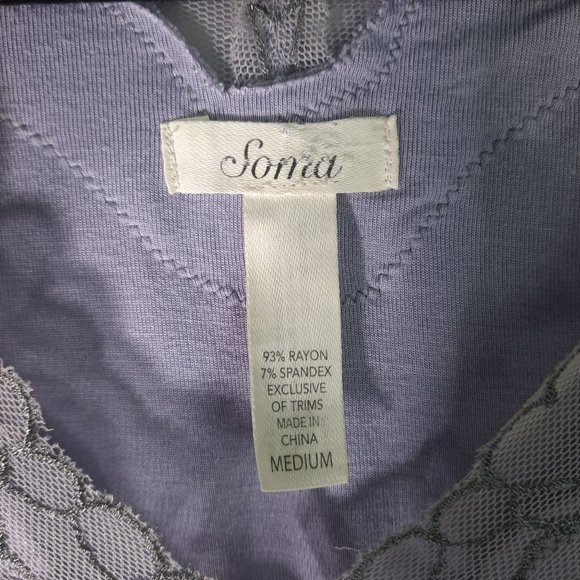 Soma
93% RAYON
7% SPANDEX
EXCLUSIVE
OF TRIMS
MADE IN
CHINA
MEDIUM